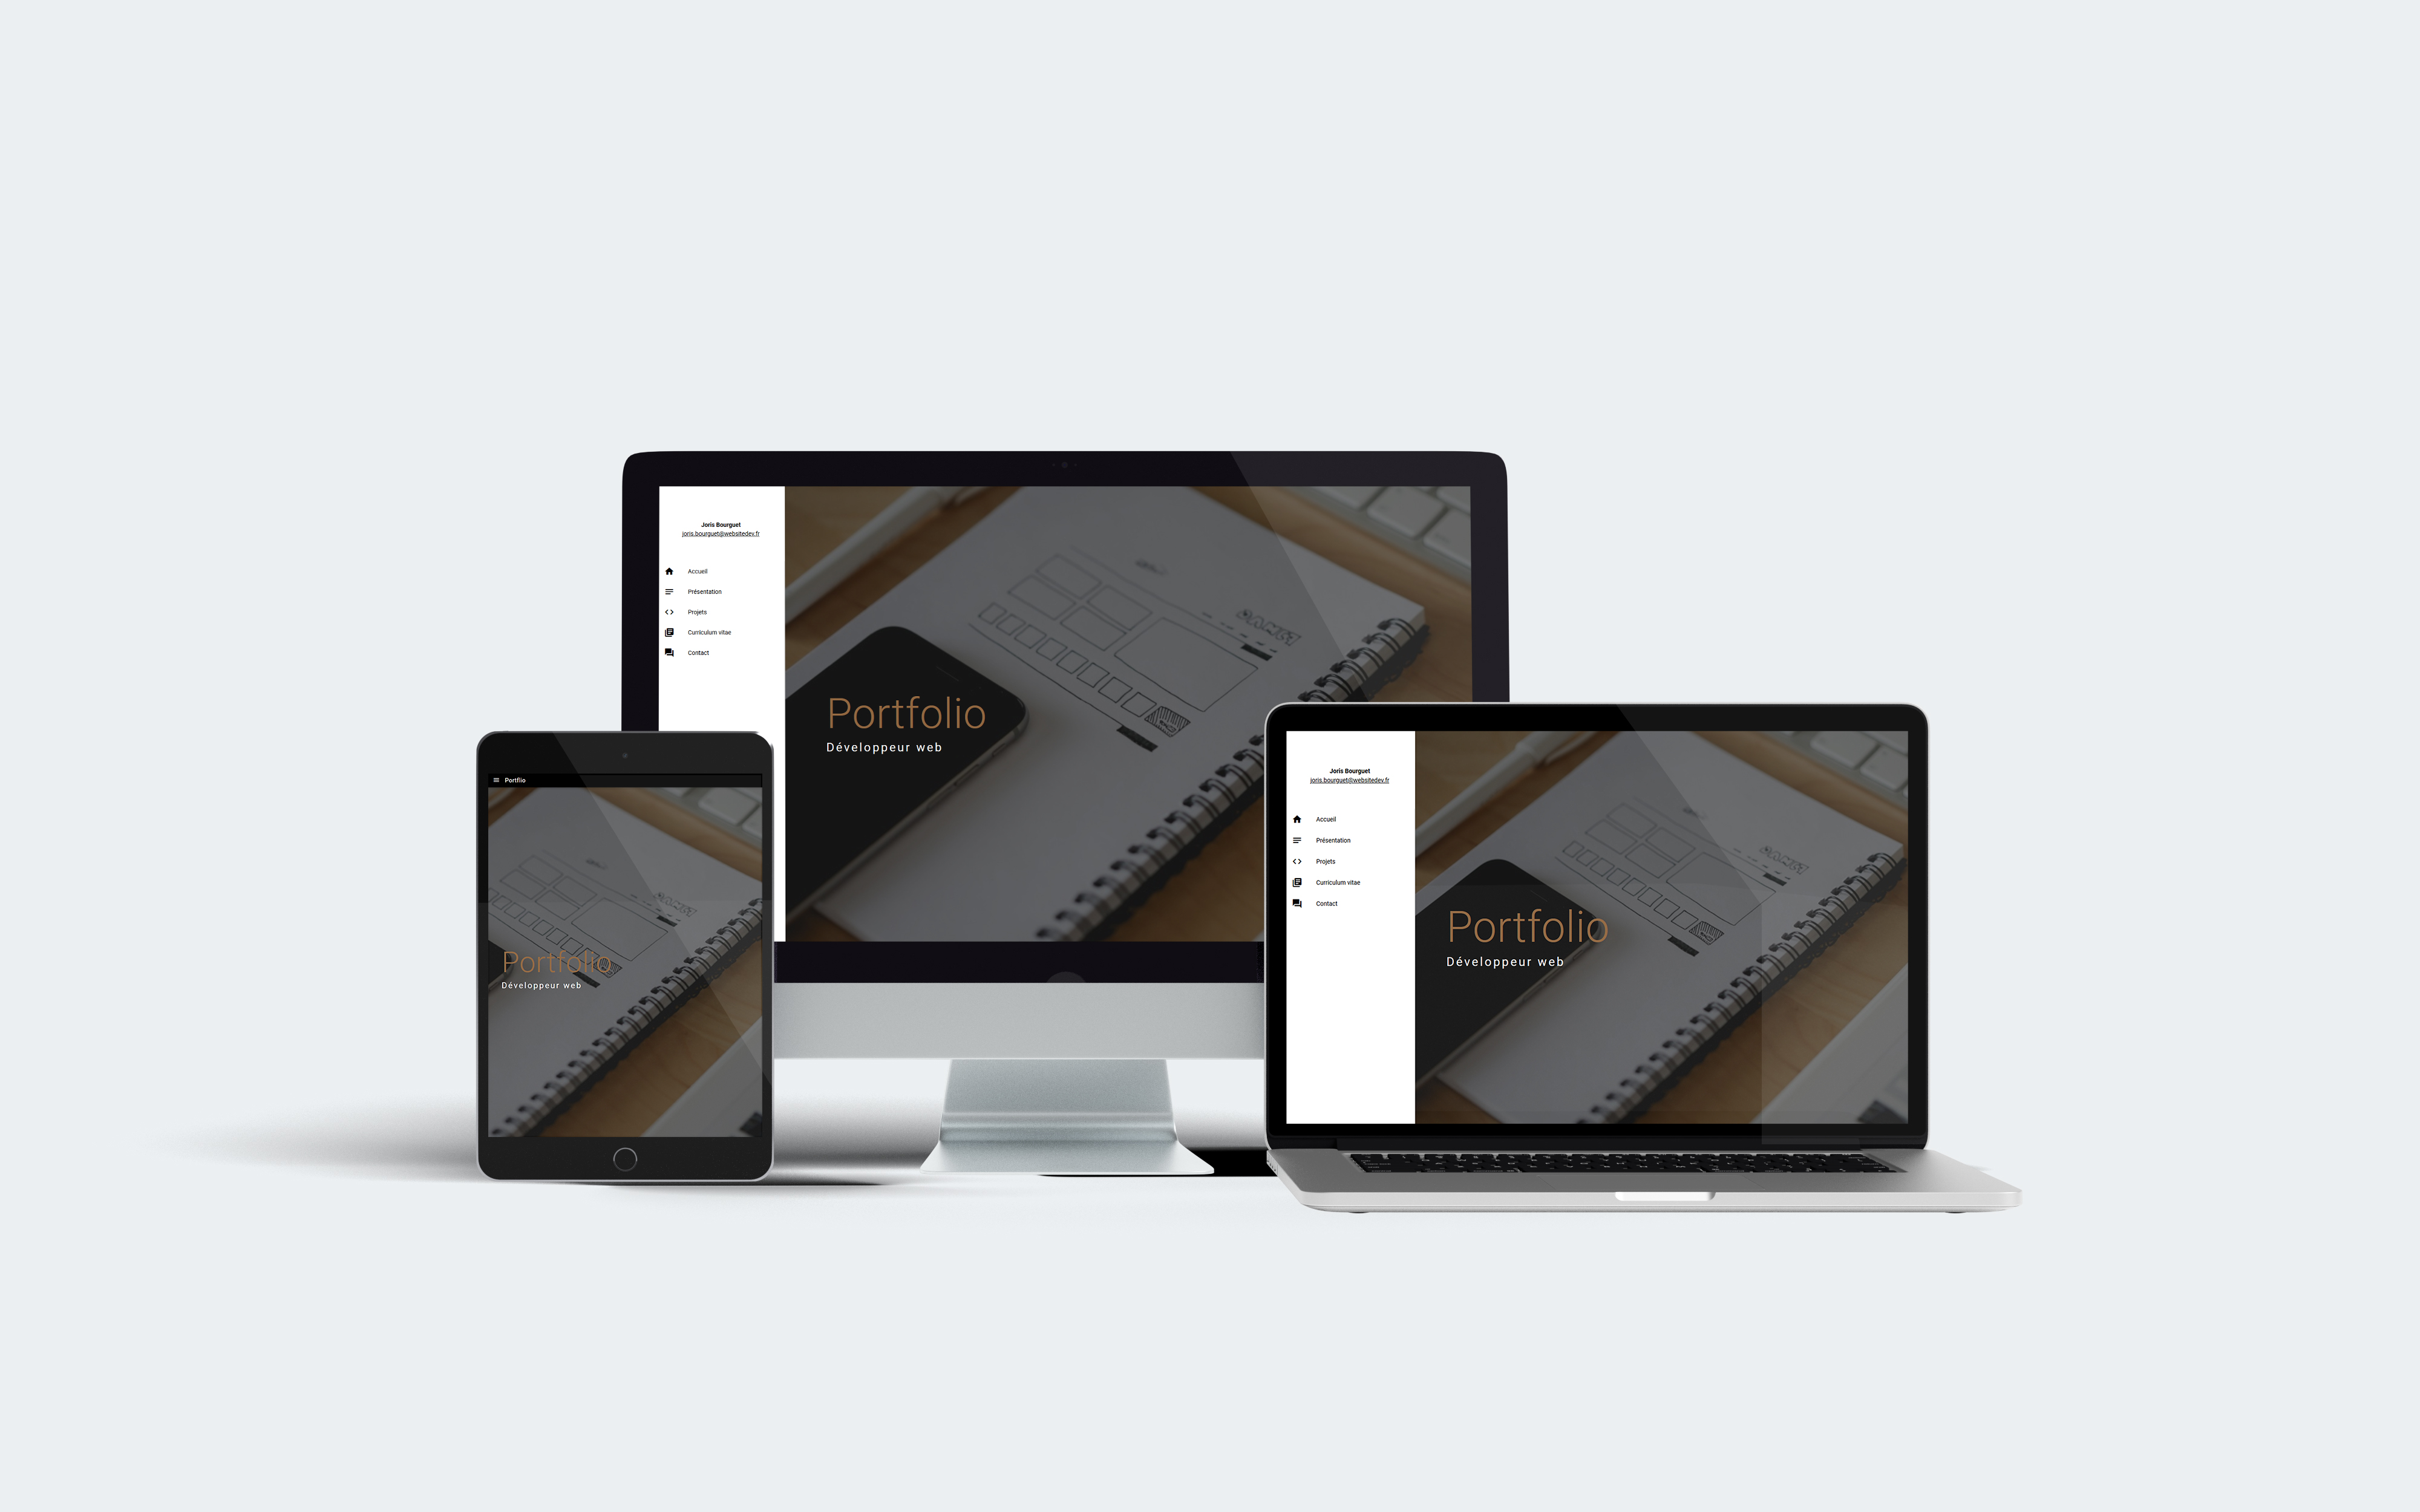 Joris Bourguet
joris.bourguet@websitedev.fr
Accueil
Présentation
Projets
Curriculum vitae
Contact
Portfolio
Développeur web
Portflio
Portfolio
Développeur web
Joris Bourguet
joris.bourguet@websitedev.fr
Accueil
Présentation
Projets
Curriculum vitae
Contact
Portfolio
Développeur web